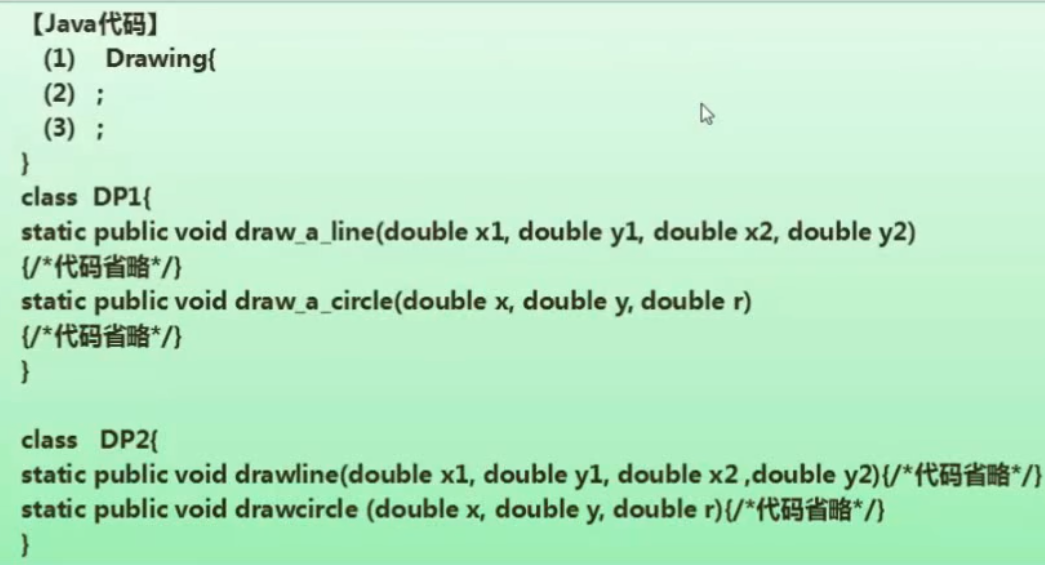 【Java代码】
(1) Drawing{
(2) ;
(3) ;
}
class DP1{
static public void draw_a_line(double x1, double y1, double x2, double y2)
{/*代码省略*/}
static public void draw_a_circle(double x, double y, double r)
{/*代码省略*/}
}
class DP2{
static public void drawline(double x1, double y1, double x2 ,double y2){/*代码省略*/}
static public void drawcircle (double x, double y, double r){/*代码省略*/}
}